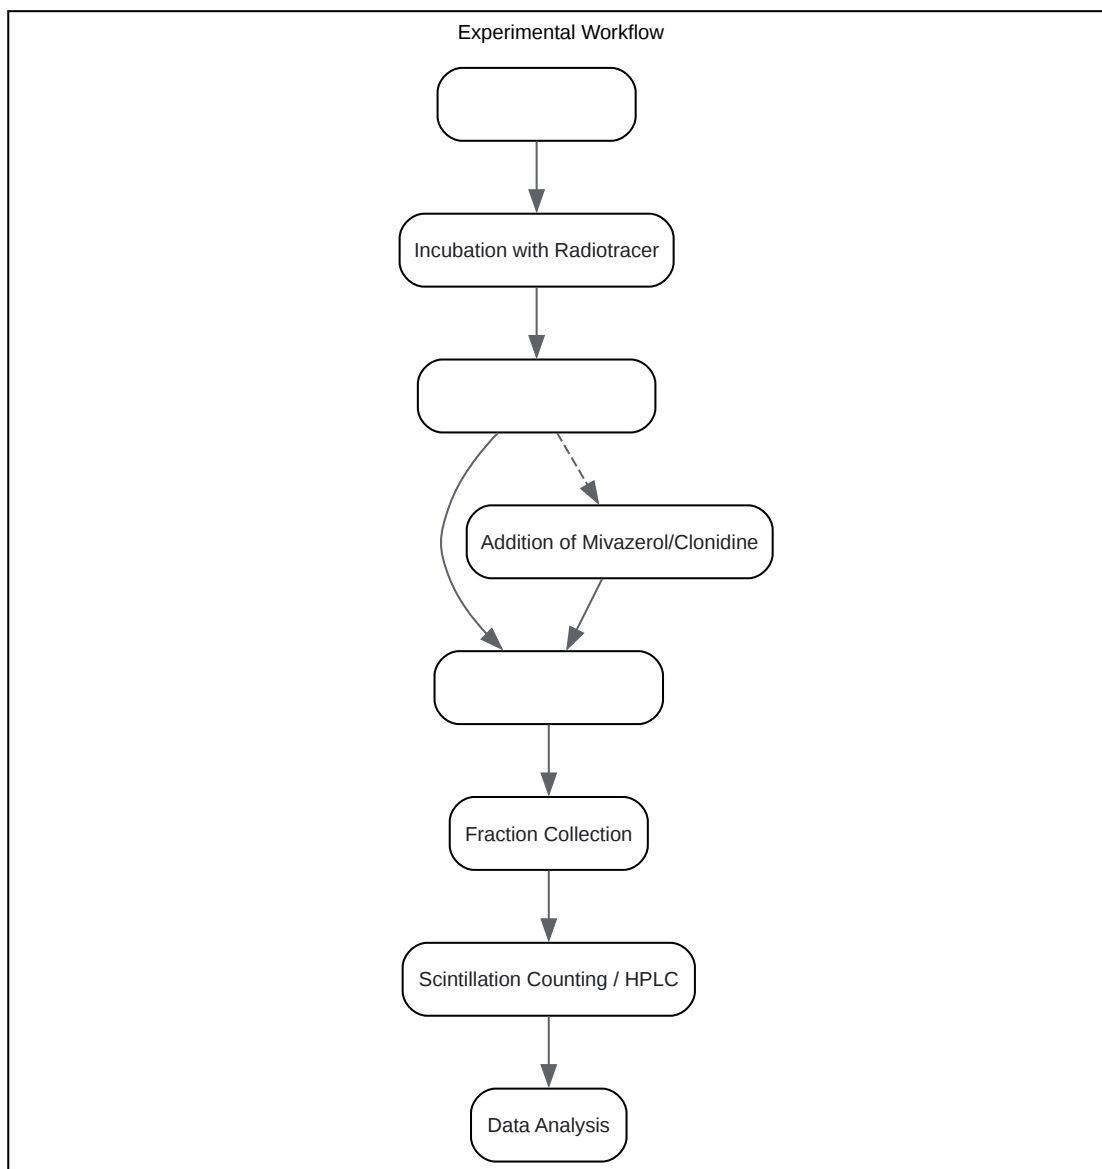 Experimental Workflow
Incubation with Radiotracer
Addition of Mivazerol/Clonidine
Fraction Collection
Scintillation Counting / HPLC
Data Analysis